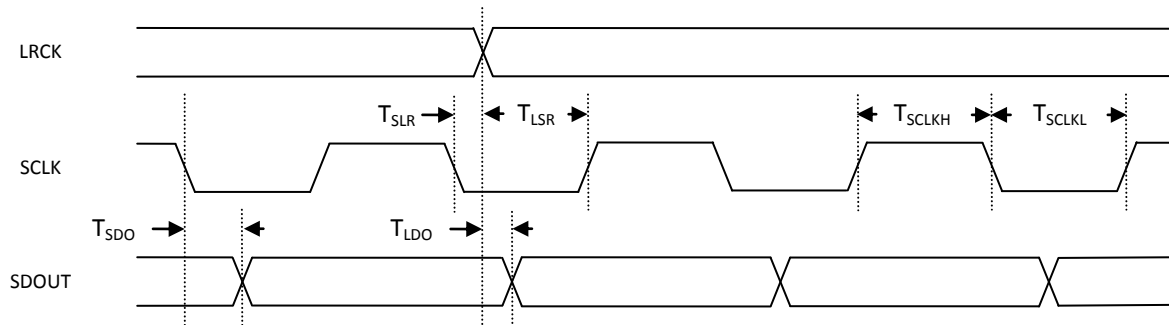 LRCK
T_SLR T_LSR T_SCLKH T_SCLKL
SCLK
T_SDO T_LDO
SDOUT